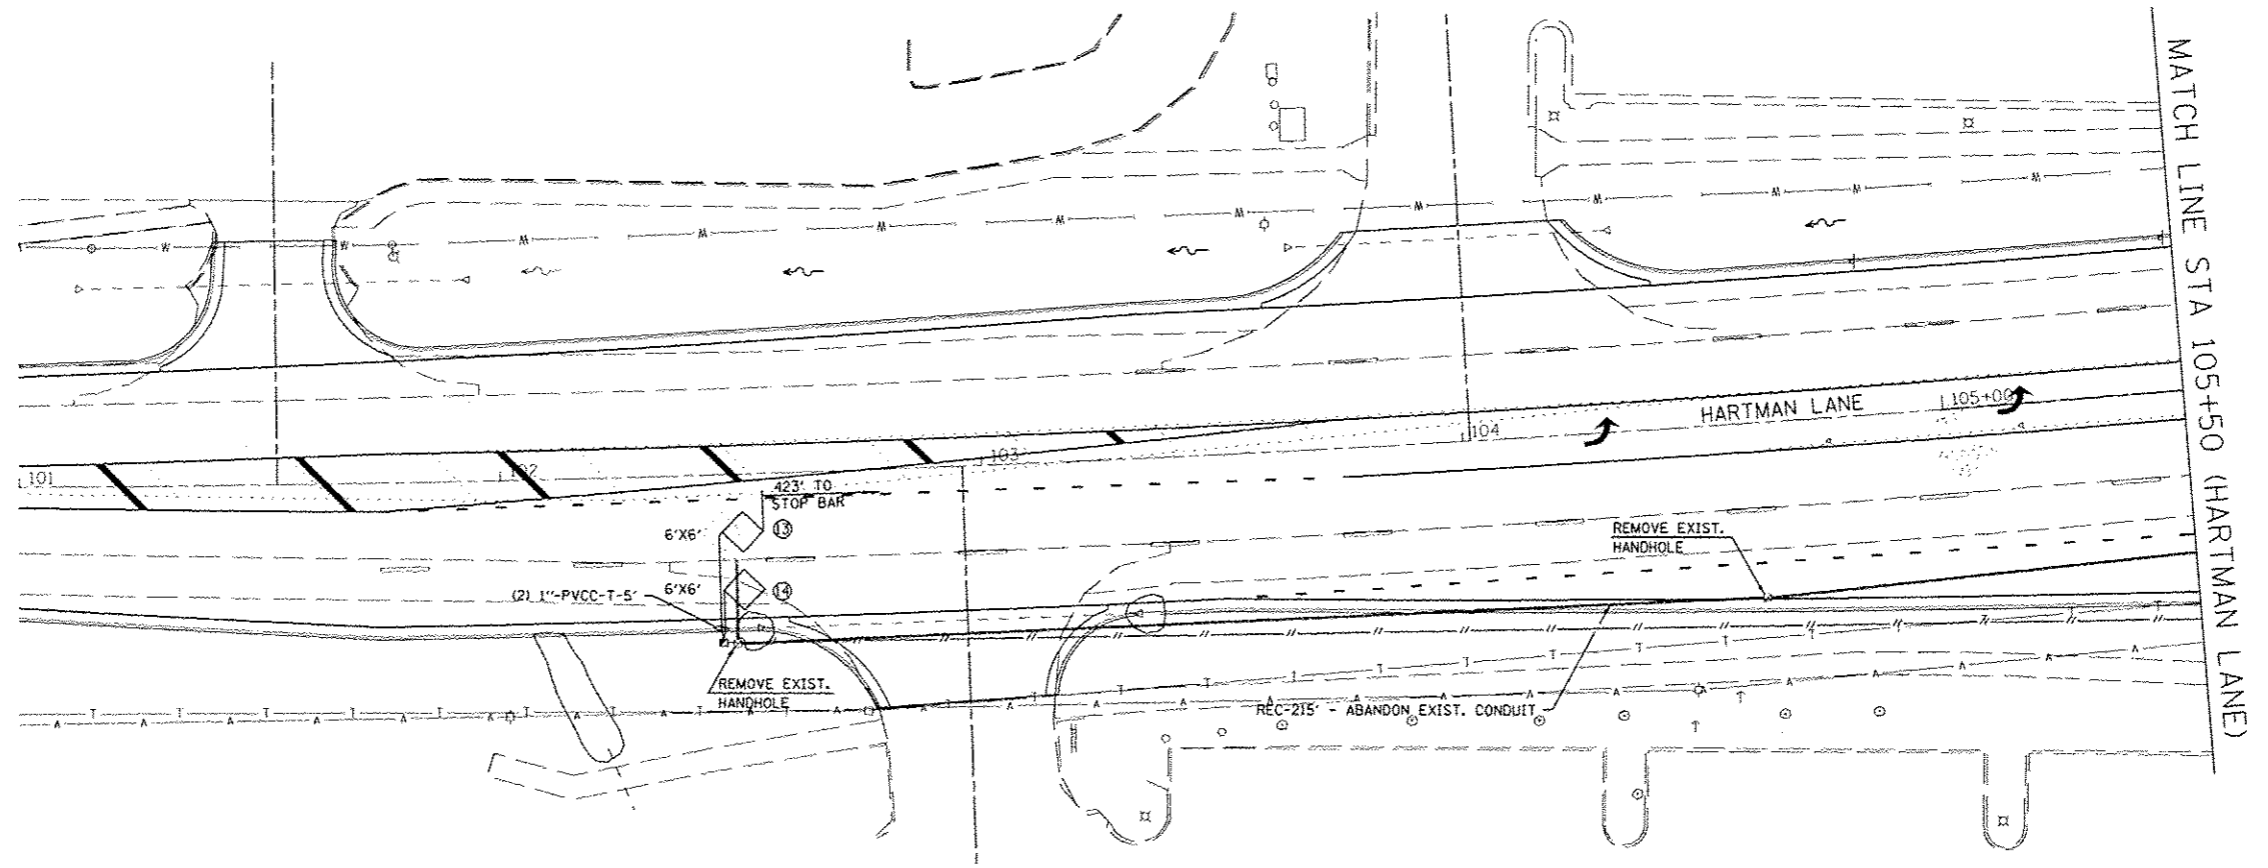 MATCH LINE STA 105+50 (HARTMAN LANE)
HARTMAN LANE
105+00
104
103
102
101
423' TO
STOP BAR
6'X6'
13
6'X6'
14
(2) 1"-PVCC-T-5'
REMOVE EXIST.
HANDHOLE
REMOVE EXIST.
HANDHOLE
REC-215' - ABANDON EXIST. CONDUIT